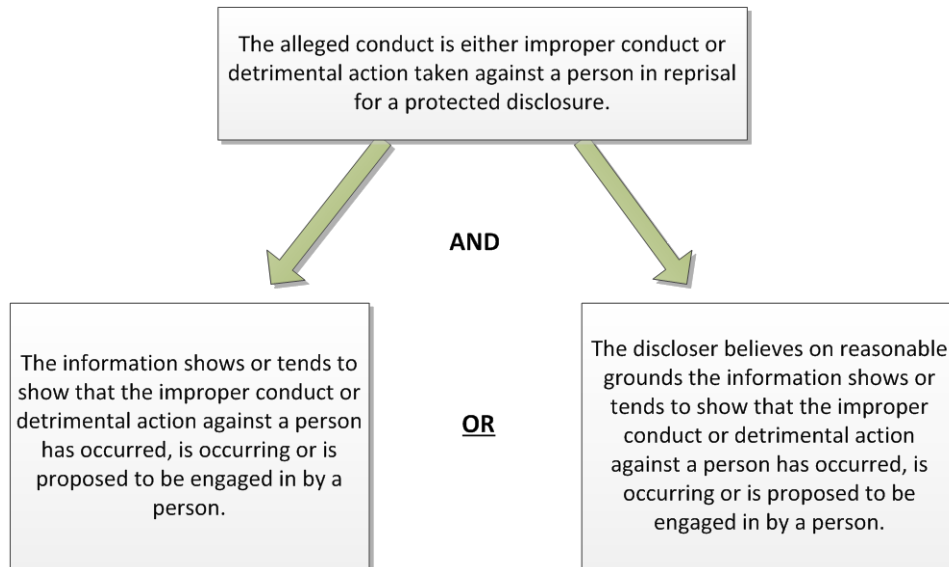 The alleged conduct is either improper conduct or
detrimental action taken against a person in reprisal
for a protected disclosure.
AND
The information shows or tends to
show that the improper conduct or
detrimental action against a person
has occurred, is occurring or is
proposed to be engaged in by a
person.
OR
The discloser believes on reasonable
grounds the information shows or
tends to show that the improper
conduct or detrimental action
against a person has occurred, is
occurring or is proposed to be
engaged in by a person.